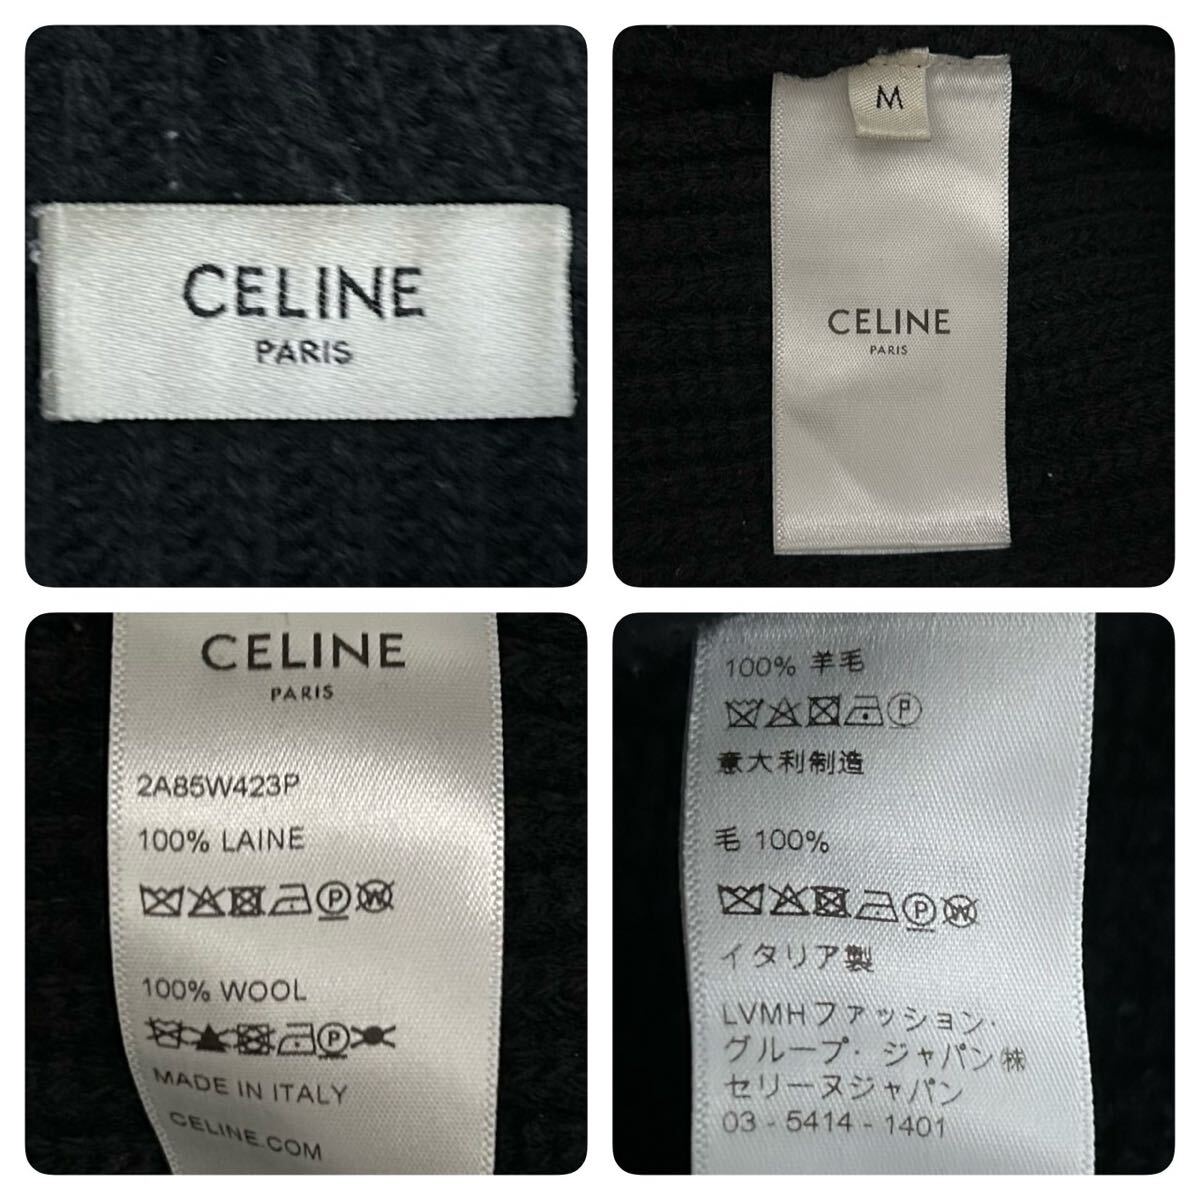 CELINE
PARIS
M
CELINE
PARIS
CELINE
PARIS
2A85W423P
100% LAINE
P W
100% WOOL
P
MADE IN ITALY
CELINE.COM
100% 羊毛
P
意大利制造
毛 100%
P W
イタリア製
LVMHファッション・
グループ・ジャパン㈱
セリーヌジャパン
03 - 5414 - 1401